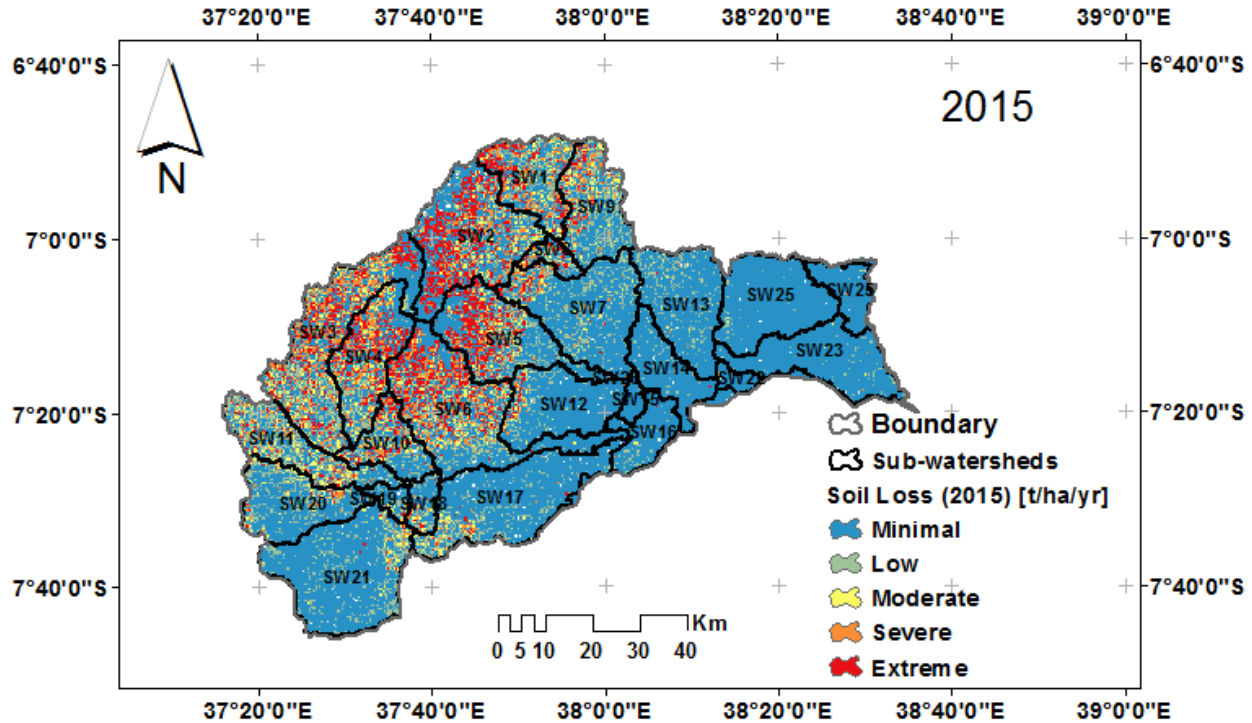 37°20'0"E 37°40'0"E 38°0'0"E 38°20'0"E 38°40'0"E 39°0'0"E
6°40'0"S 6°40'0"S
2015
N
SW1
SW9
SW2
7°0'0"S 7°0'0"S
SW7 SW13 SW25 SW25
SW3 SW5
SW4 SW23
SW14
SW12
SW6
7°20'0"S 7°20'0"S
SW11 SW10 SW16
Boundary
Sub-watersheds
SW20 SW17
Soil Loss (2015) [t/ha/yr]
Minimal
Low
SW21
7°40'0"S 7°40'0"S
Moderate
Km
Severe
0 5 10 20 30 40
Extreme
37°20'0"E 37°40'0"E 38°0'0"E 38°20'0"E 38°40'0"E 39°0'0"E